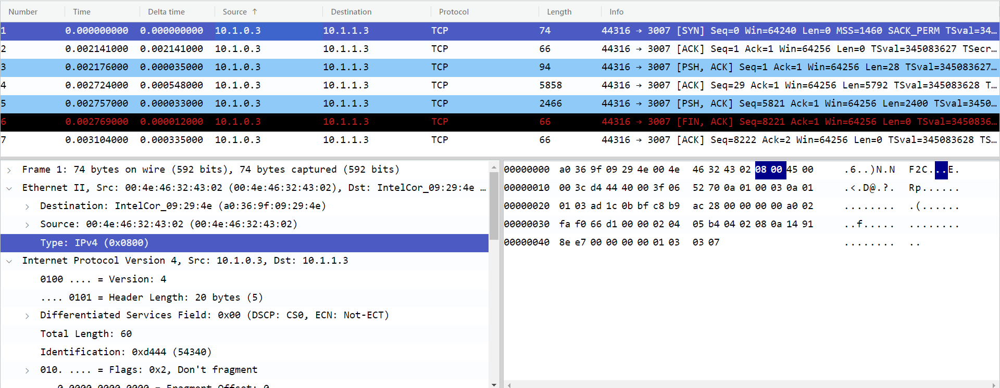 Number Time Delta time Source ↑ Destination Protocol Length Info
1 0.000000000 0.000000000 10.1.0.3 10.1.1.3 TCP 74 44316 → 3007 [SYN] Seq=0 Win=64240 Len=0 MSS=1460 SACK_PERM TSval=34…
2 0.002141000 0.002141000 10.1.0.3 10.1.1.3 TCP 66 44316 → 3007 [ACK] Seq=1 Ack=1 Win=64256 Len=0 TSval=345083627 TSecr…
3 0.002176000 0.000035000 10.1.0.3 10.1.1.3 TCP 94 44316 → 3007 [PSH, ACK] Seq=1 Ack=1 Win=64256 Len=28 TSval=345083627…
4 0.002724000 0.000548000 10.1.0.3 10.1.1.3 TCP 5858 44316 → 3007 [ACK] Seq=29 Ack=1 Win=64256 Len=5792 TSval=345083628 T…
5 0.002757000 0.000033000 10.1.0.3 10.1.1.3 TCP 2466 44316 → 3007 [PSH, ACK] Seq=5821 Ack=1 Win=64256 Len=2400 TSval=3450…
6 0.002769000 0.000012000 10.1.0.3 10.1.1.3 TCP 66 44316 → 3007 [FIN, ACK] Seq=8221 Ack=1 Win=64256 Len=0 TSval=3450836…
7 0.003104000 0.000335000 10.1.0.3 10.1.1.3 TCP 66 44316 → 3007 [ACK] Seq=8222 Ack=2 Win=64256 Len=0 TSval=345083628 TS…
Frame 1: 74 bytes on wire (592 bits), 74 bytes captured (592 bits)
Ethernet II, Src: 00:4e:46:32:43:02 (00:4e:46:32:43:02), Dst: IntelCor_09:29:4e …
Destination: IntelCor_09:29:4e (a0:36:9f:09:29:4e)
Source: 00:4e:46:32:43:02 (00:4e:46:32:43:02)
Type: IPv4 (0x0800)
Internet Protocol Version 4, Src: 10.1.0.3, Dst: 10.1.1.3
0100 .... = Version: 4
.... 0101 = Header Length: 20 bytes (5)
Differentiated Services Field: 0x00 (DSCP: CS0, ECN: Not-ECT)
Total Length: 60
Identification: 0xd444 (54340)
010. .... = Flags: 0x2, Don't fragment
...0 0000 0000 0000 = Fragment Offset: 0
00000000 a0 36 9f 09 29 4e 00 4e 46 32 43 02 08 00 45 00 .6..)N.N F2C...E.
00000010 00 3c d4 44 40 00 3f 06 52 70 0a 01 00 03 0a 01 .<.D@.?. Rp......
00000020 01 03 ad 1c 0b bf c8 b9 ac 28 00 00 00 00 a0 02 ........ .(......
00000030 fa f0 66 d1 00 00 02 04 05 b4 04 02 08 0a 14 91 ..f..... ........
00000040 8e e7 00 00 00 00 01 03 03 07 ........ ..